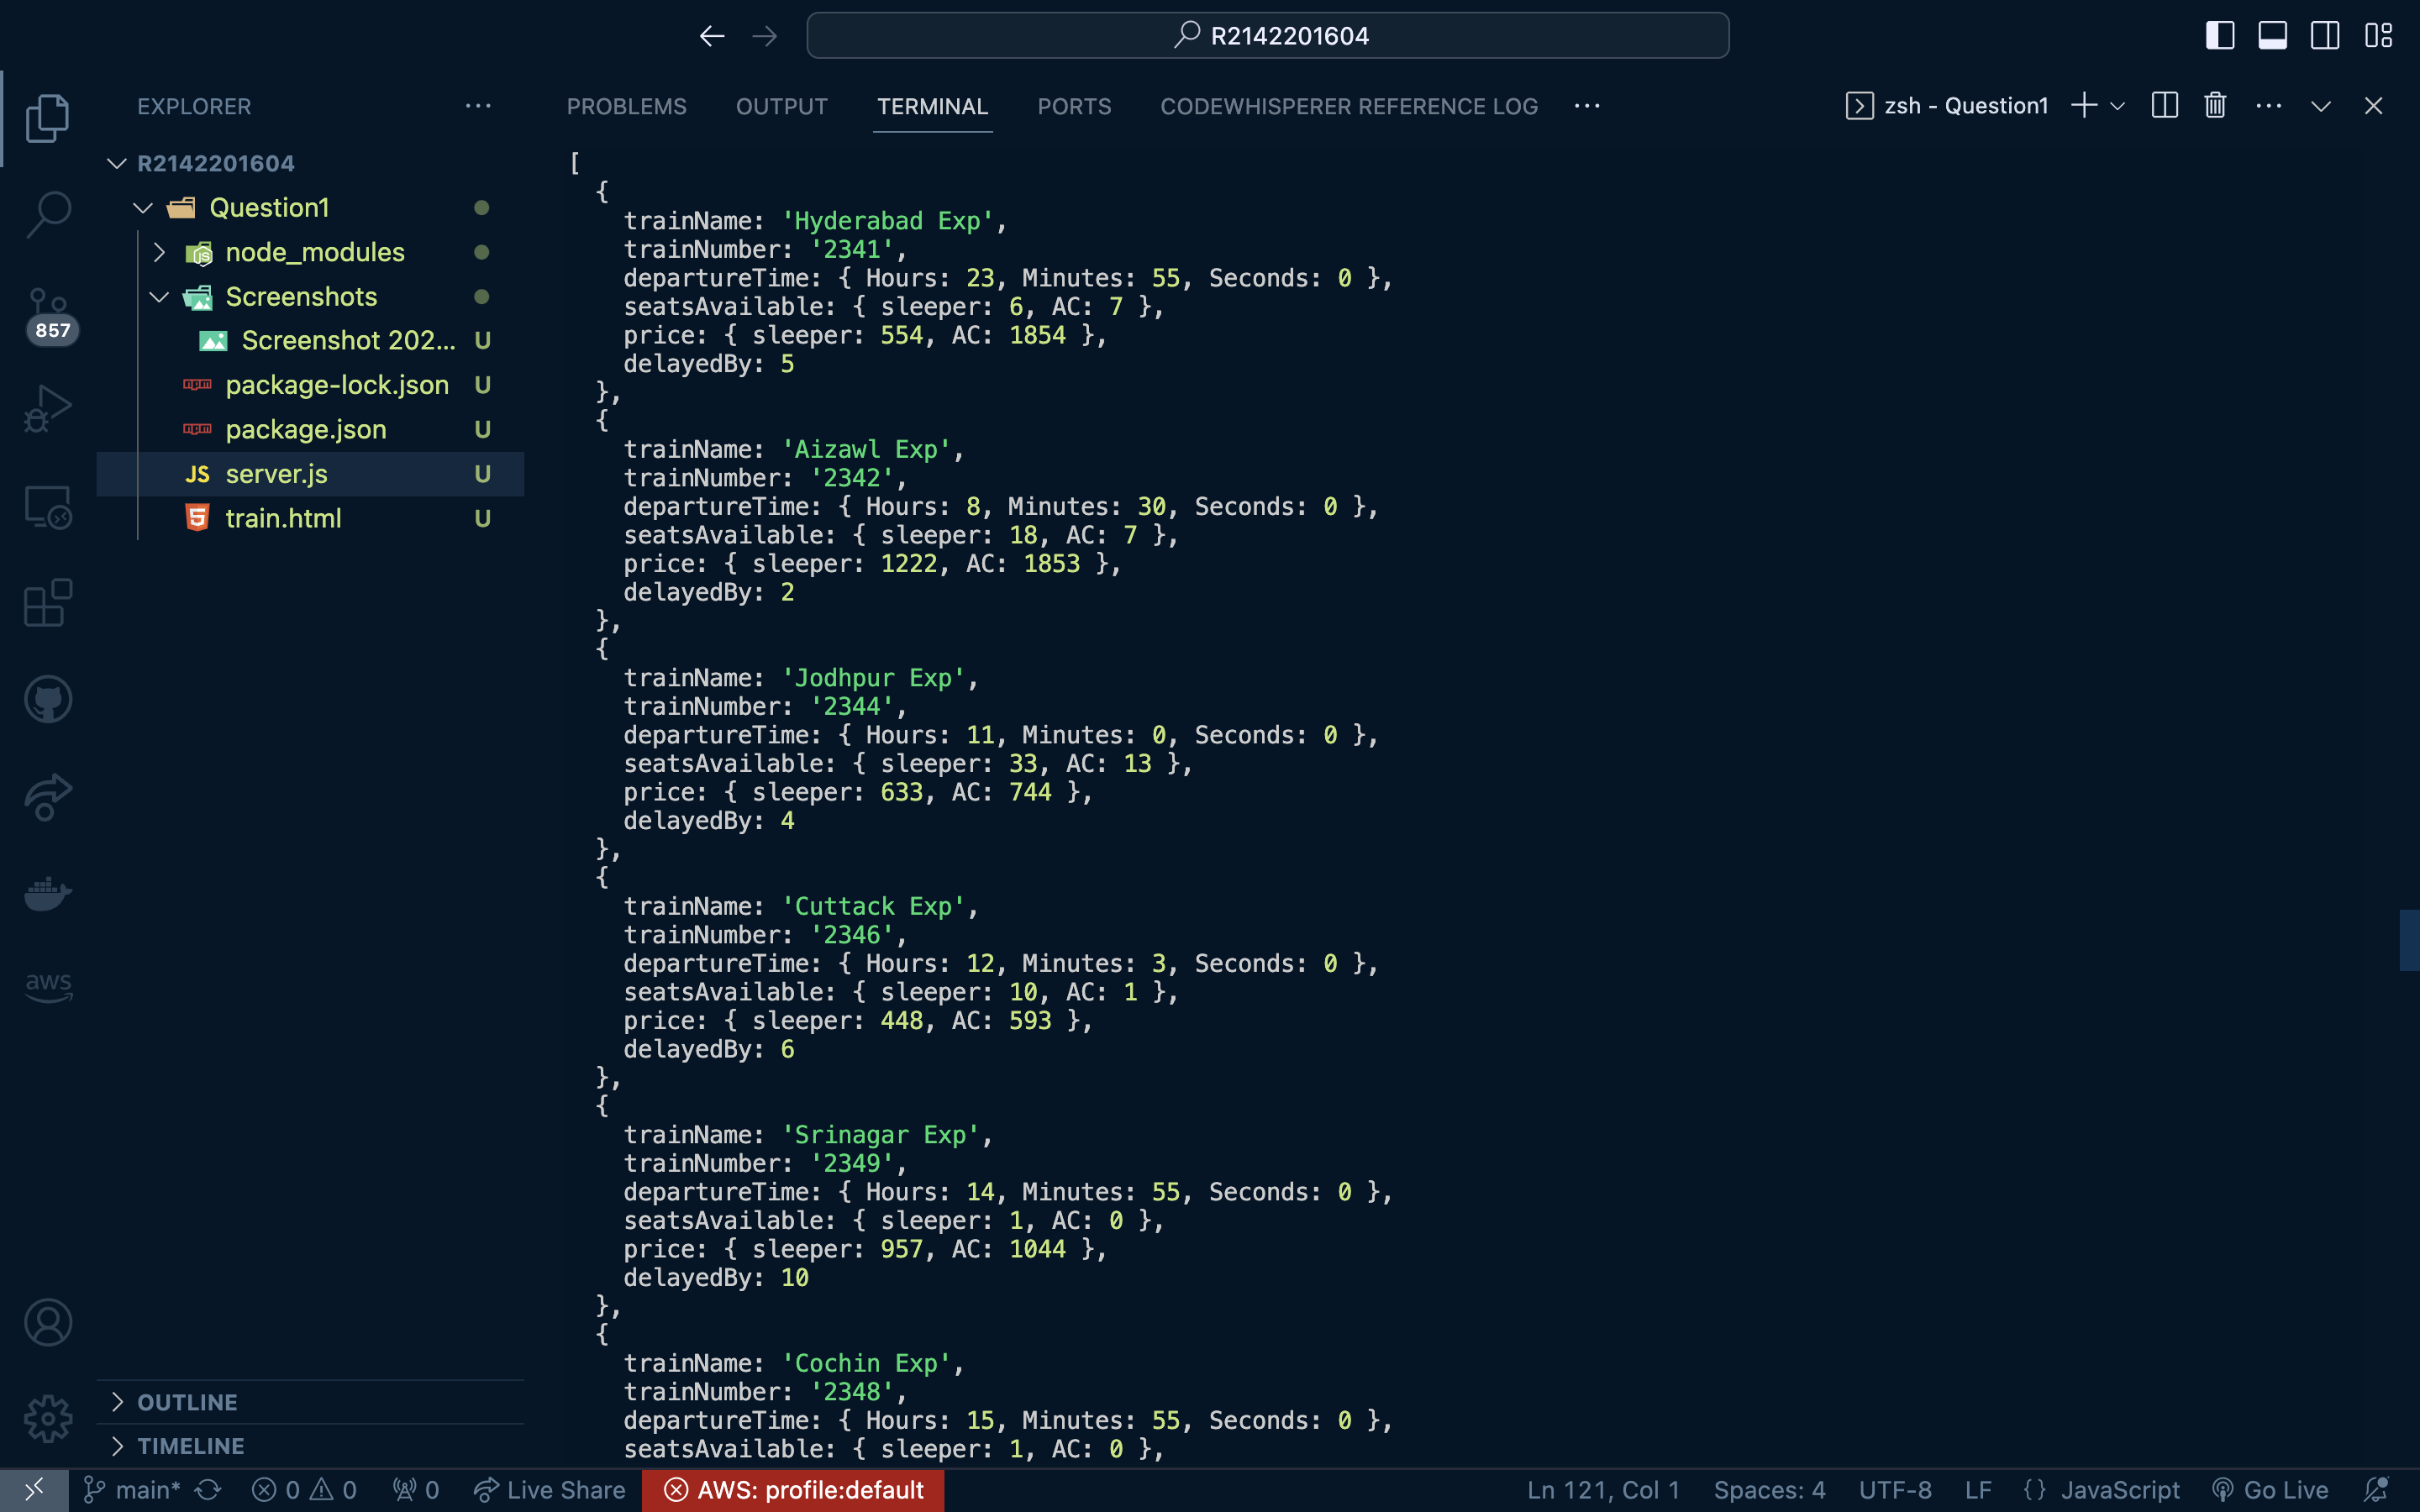 R2142201604
EXPLORER
R2142201604
Question1
node_modules
Screenshots
Screenshot 202... U
package-lock.json U
package.json U
JS server.js U
train.html U
857
aws
OUTLINE
TIMELINE
PROBLEMS OUTPUT TERMINAL PORTS CODEWHISPERER REFERENCE LOG ... zsh - Question1
[
{
trainName: 'Hyderabad Exp',
trainNumber: '2341',
departureTime: { Hours: 23, Minutes: 55, Seconds: 0 },
seatsAvailable: { sleeper: 6, AC: 7 },
price: { sleeper: 554, AC: 1854 },
delayedBy: 5
},
{
trainName: 'Aizawl Exp',
trainNumber: '2342',
departureTime: { Hours: 8, Minutes: 30, Seconds: 0 },
seatsAvailable: { sleeper: 18, AC: 7 },
price: { sleeper: 1222, AC: 1853 },
delayedBy: 2
},
{
trainName: 'Jodhpur Exp',
trainNumber: '2344',
departureTime: { Hours: 11, Minutes: 0, Seconds: 0 },
seatsAvailable: { sleeper: 33, AC: 13 },
price: { sleeper: 633, AC: 744 },
delayedBy: 4
},
{
trainName: 'Cuttack Exp',
trainNumber: '2346',
departureTime: { Hours: 12, Minutes: 3, Seconds: 0 },
seatsAvailable: { sleeper: 10, AC: 1 },
price: { sleeper: 448, AC: 593 },
delayedBy: 6
},
{
trainName: 'Srinagar Exp',
trainNumber: '2349',
departureTime: { Hours: 14, Minutes: 55, Seconds: 0 },
seatsAvailable: { sleeper: 1, AC: 0 },
price: { sleeper: 957, AC: 1044 },
delayedBy: 10
},
{
trainName: 'Cochin Exp',
trainNumber: '2348',
departureTime: { Hours: 15, Minutes: 55, Seconds: 0 },
seatsAvailable: { sleeper: 1, AC: 0 },
main* 0 0 0 Live Share AWS: profile:default Ln 121, Col 1 Spaces: 4 UTF-8 LF {} JavaScript Go Live